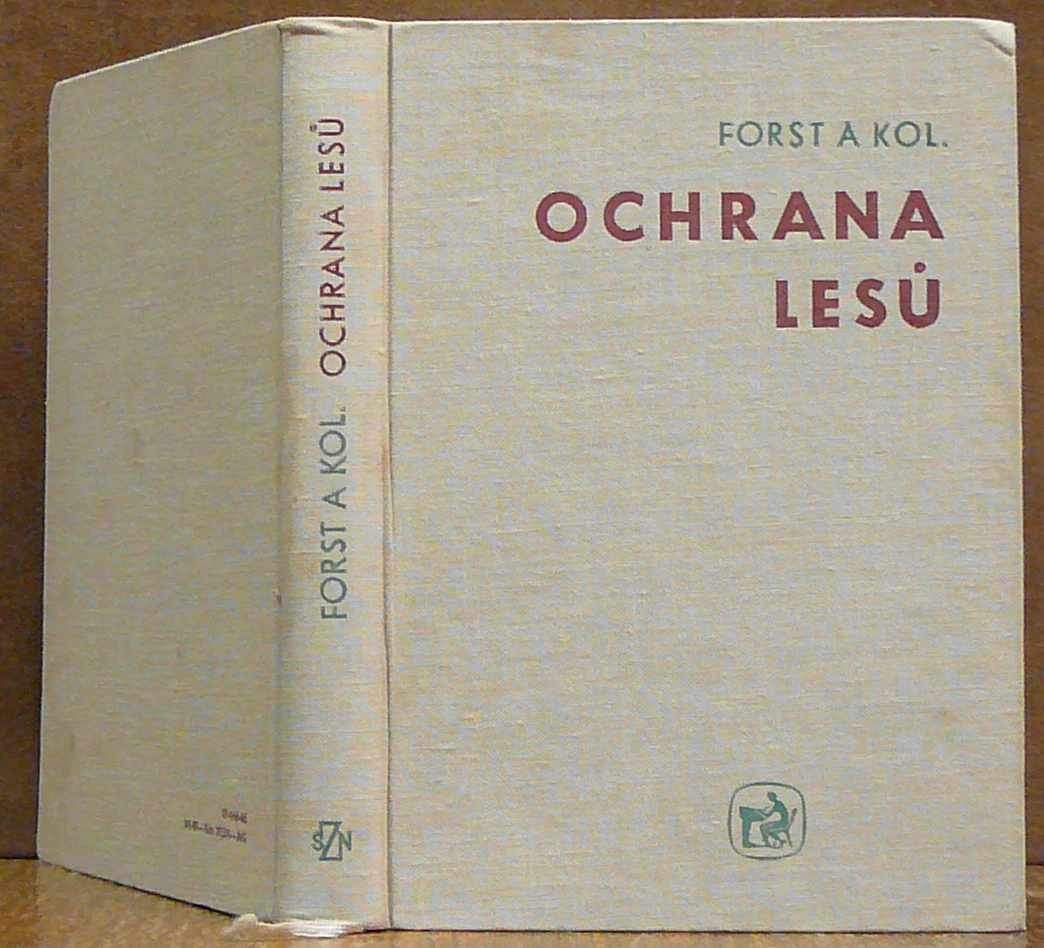 FORST A KOL.
OCHRANA
LESŮ
FORST A KOL. OCHRANA LESŮ
SZN